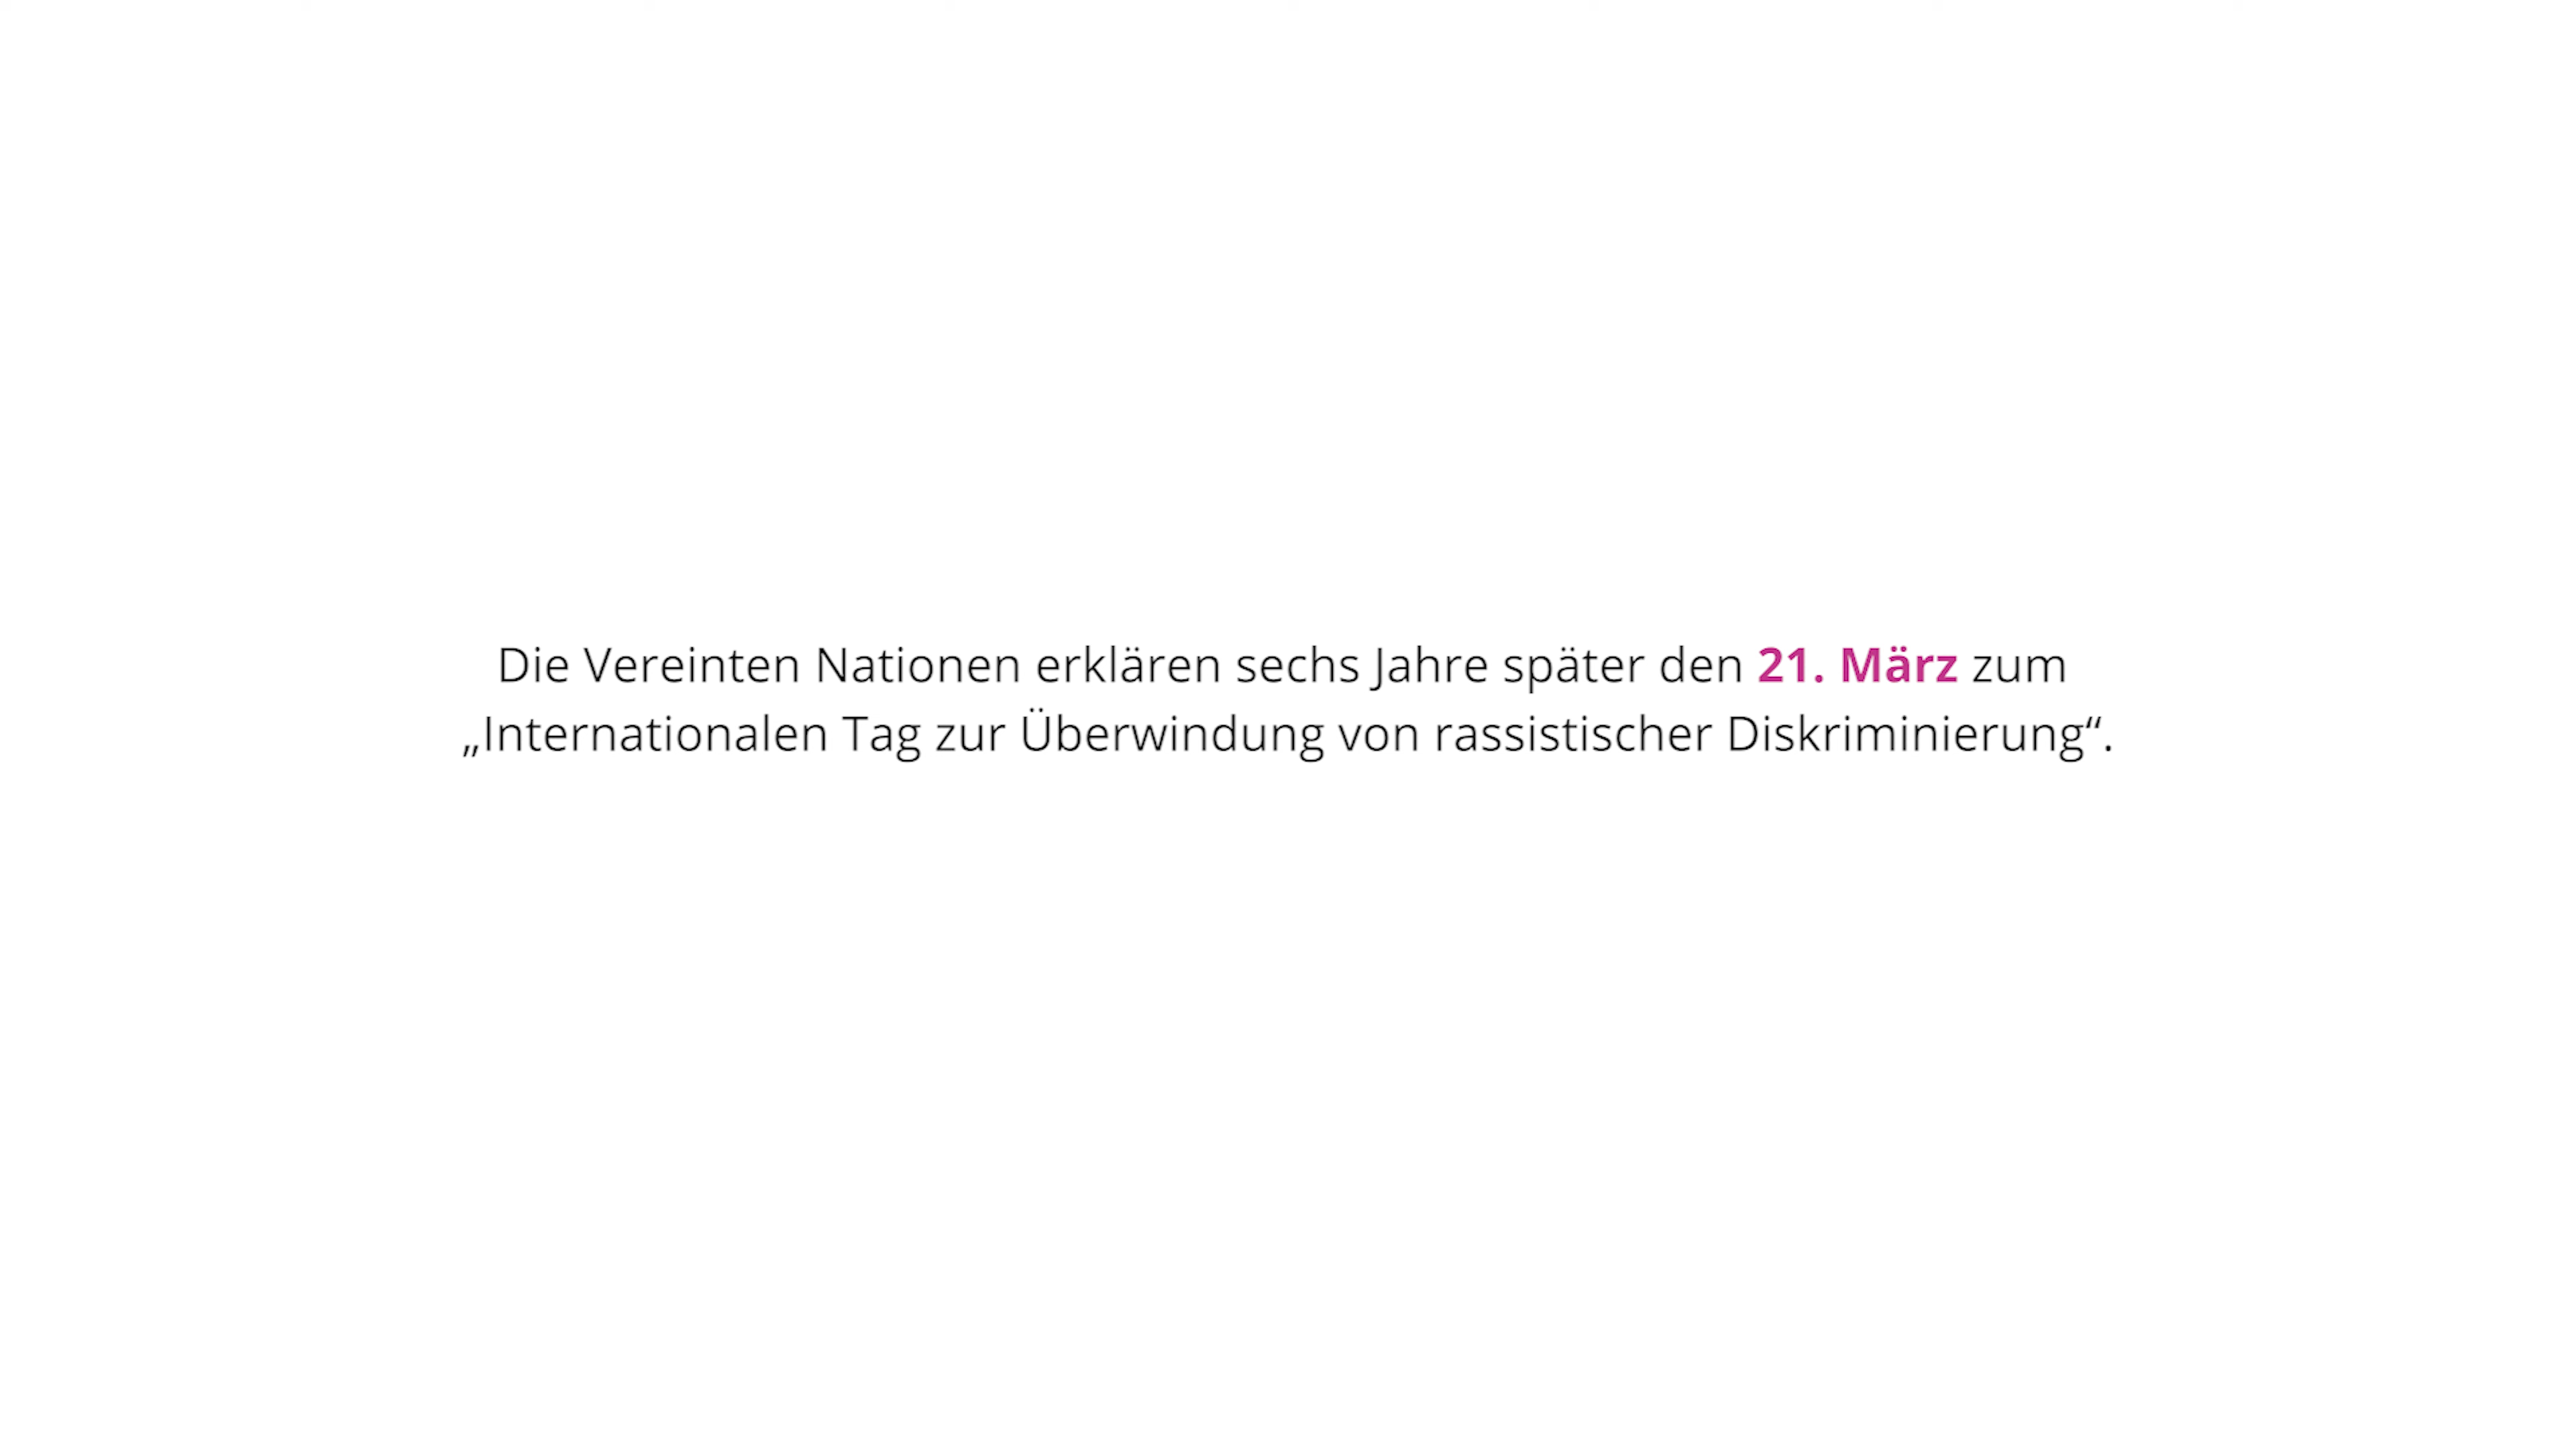 Die Vereinten Nationen erklären sechs Jahre später den 21. März zum
„Internationalen Tag zur Überwindung von rassistischer Diskriminierung“.